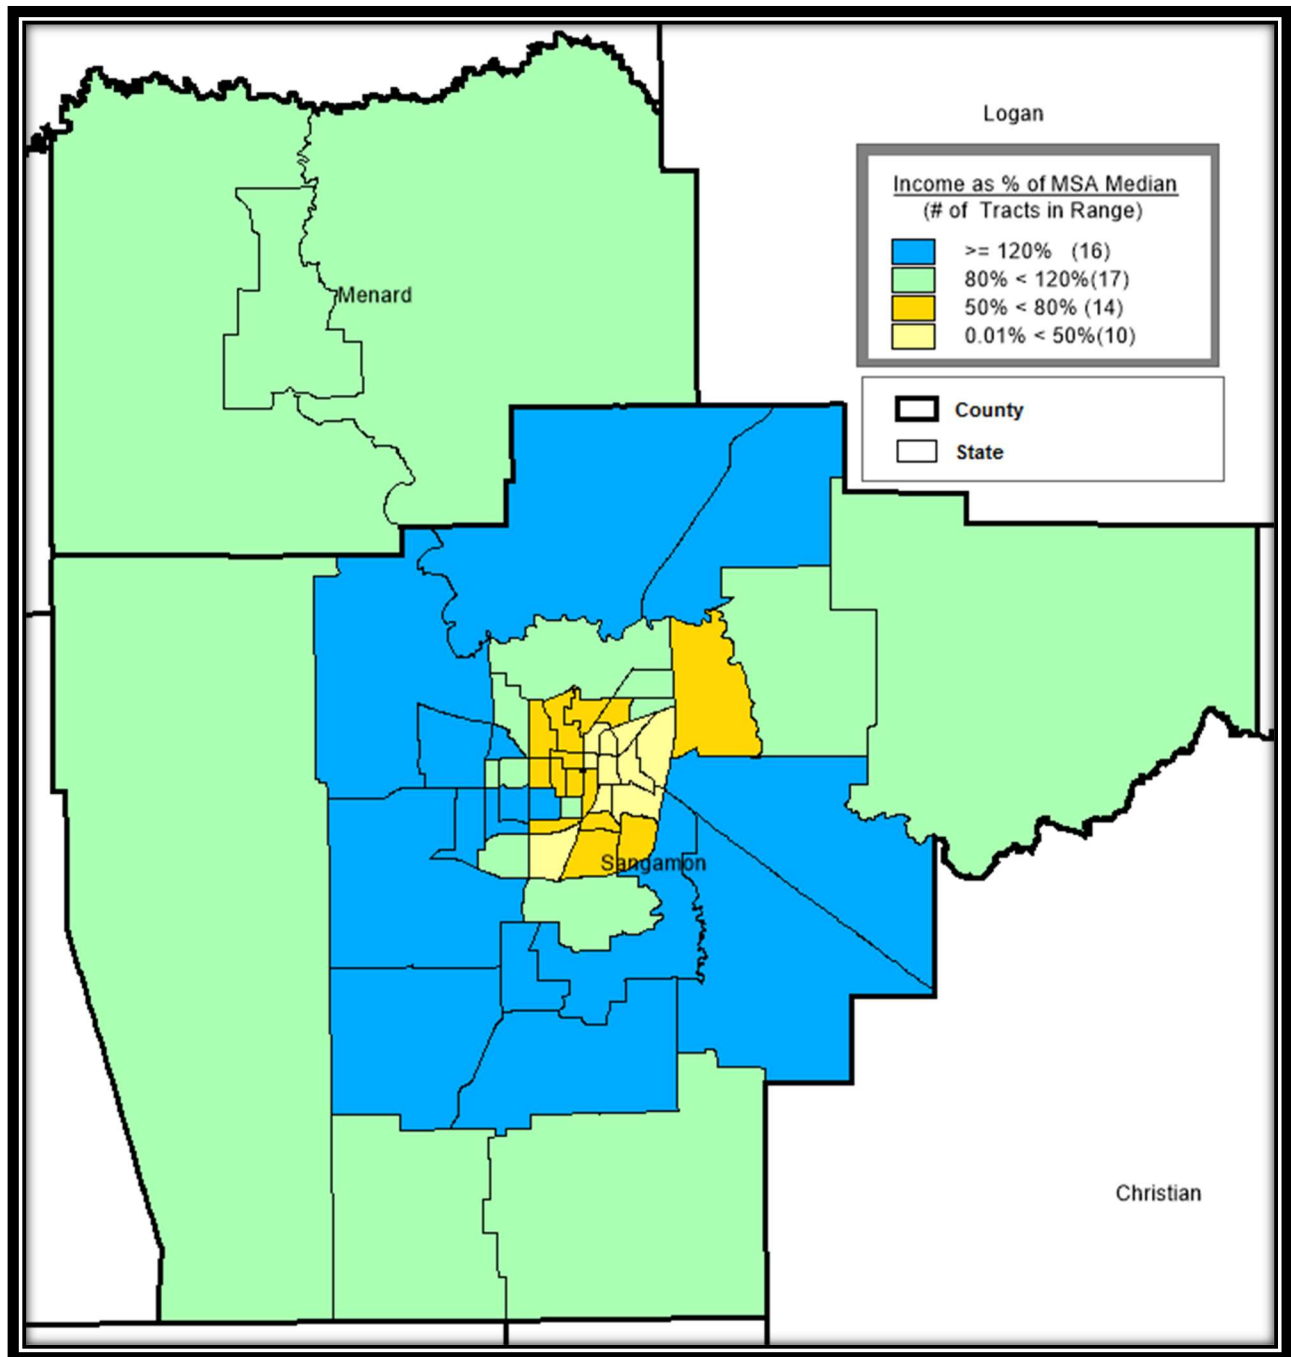 Logan
Income as % of MSA Median
(# of Tracts in Range)
>= 120% (16)
80% < 120%(17)
50% < 80% (14)
0.01% < 50%(10)
Menard
County
State
Sangamon
Christian